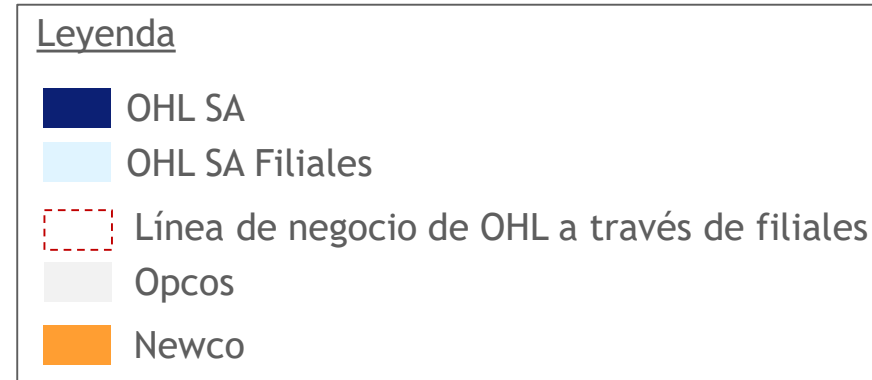 Leyenda
OHL SA
OHL SA Filiales
Línea de negocio de OHL a través de filiales
Opcos
Newco